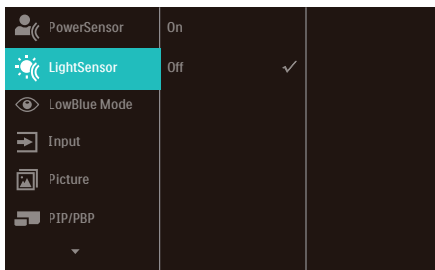 PowerSensor
On
LightSensor
Off
LowBlue Mode
Input
Picture
PIP/PBP